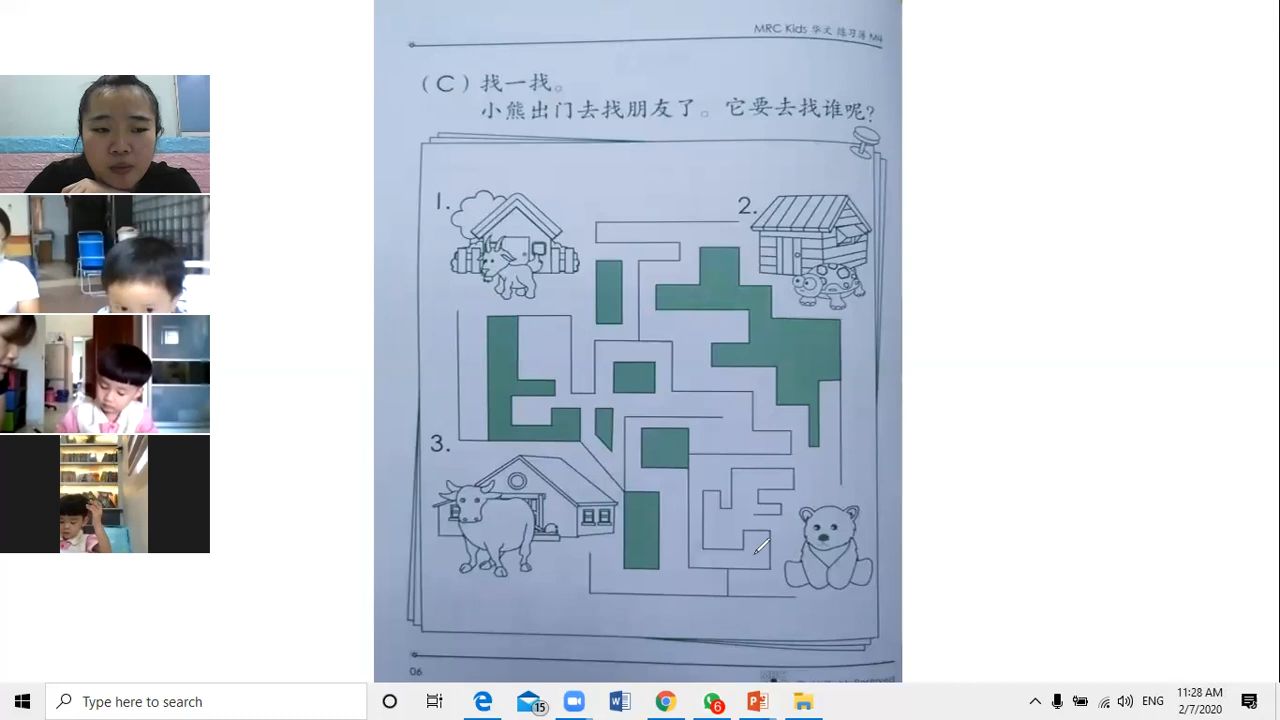 MRC Kids 华文 练习簿 M4
(C) 找一找。
小熊出门去找朋友了。它要去找谁呢?
1.
2.
3.
06
Type here to search
15
6
ENG
11:28 AM
2/7/2020